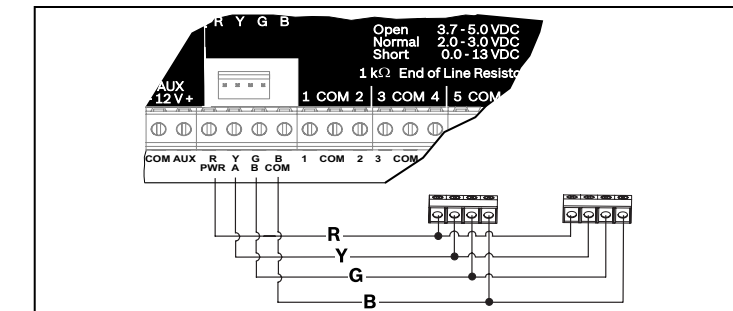 R Y G B
Open 3.7 - 5.0 VDC
Normal 2.0 - 3.0 VDC
Short 0.0 - 13 VDC
1 kΩ End of Line Resisto
AUX
- 12 V +
1 COM 2 3 COM 4 5 COM
COM AUX R Y G B 1 COM 2 3 COM
PWR A B COM
R
Y
G
B